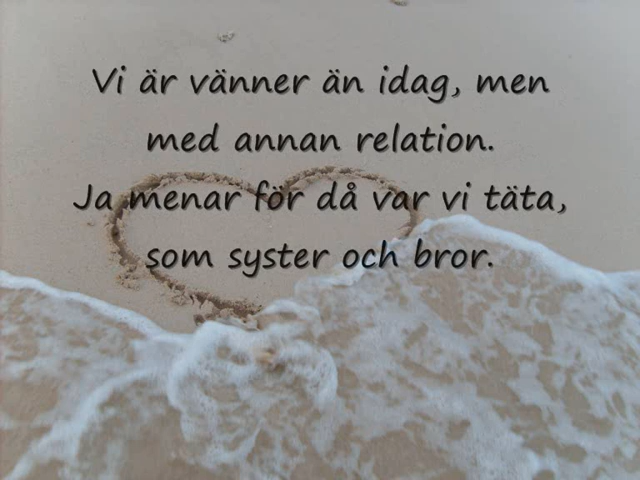 Vi är vänner än idag, men
med annan relation.
Ja menar för då var vi täta,
som syster och bror.